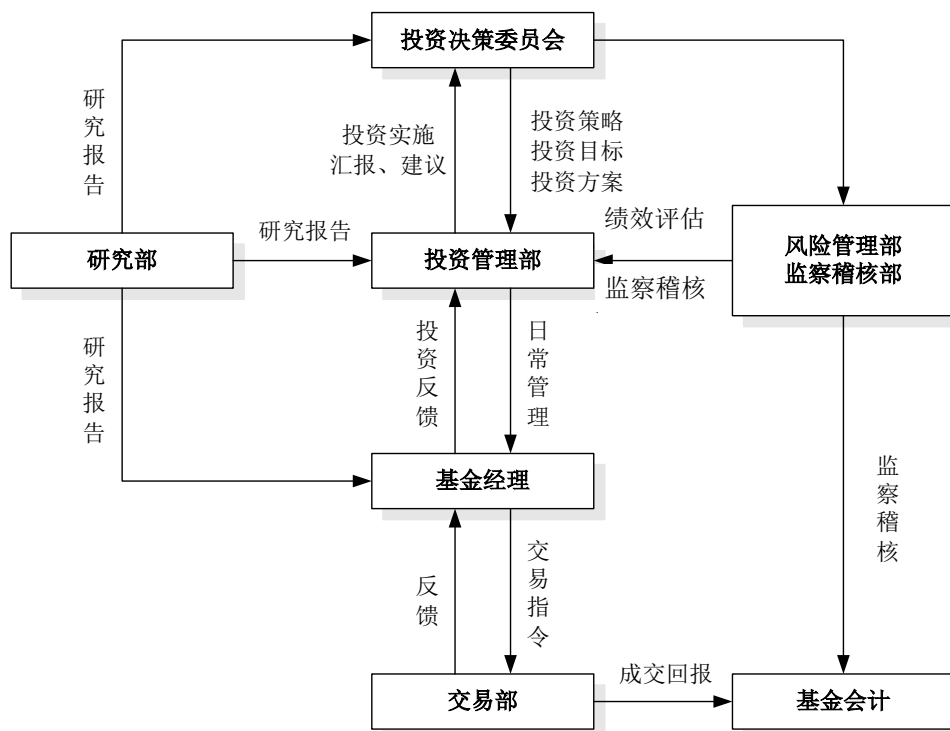 投资决策委员会
研究报告
投资实施
汇报、建议
投资策略
投资目标
投资方案
研究部
研究报告
投资管理部
绩效评估
监察稽核
风险管理部
监察稽核部
研究报告
投资反馈
日常管理
基金经理
监察稽核
反馈
交易指令
交易部
成交回报
基金会计